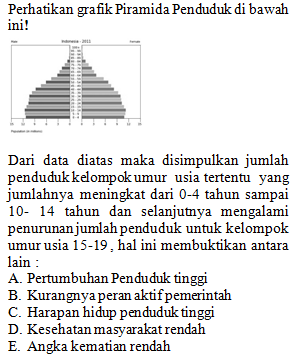 Perhatikan grafik Piramida Penduduk di bawah
ini!
Male Indonesia - 2011 Female
Dari data diatas maka disimpulkan jumlah
penduduk kelompok umur usia tertentu yang
jumlahnya meningkat dari 0-4 tahun sampai
10- 14 tahun dan selanjutnya mengalami
penurunan jumlah penduduk untuk kelompok
umur usia 15-19 , hal ini membuktikan antara
lain :
A. Pertumbuhan Penduduk tinggi
B. Kurangnya peran aktif pemerintah
C. Harapan hidup penduduk tinggi
D. Kesehatan masyarakat rendah
E. Angka kematian rendah